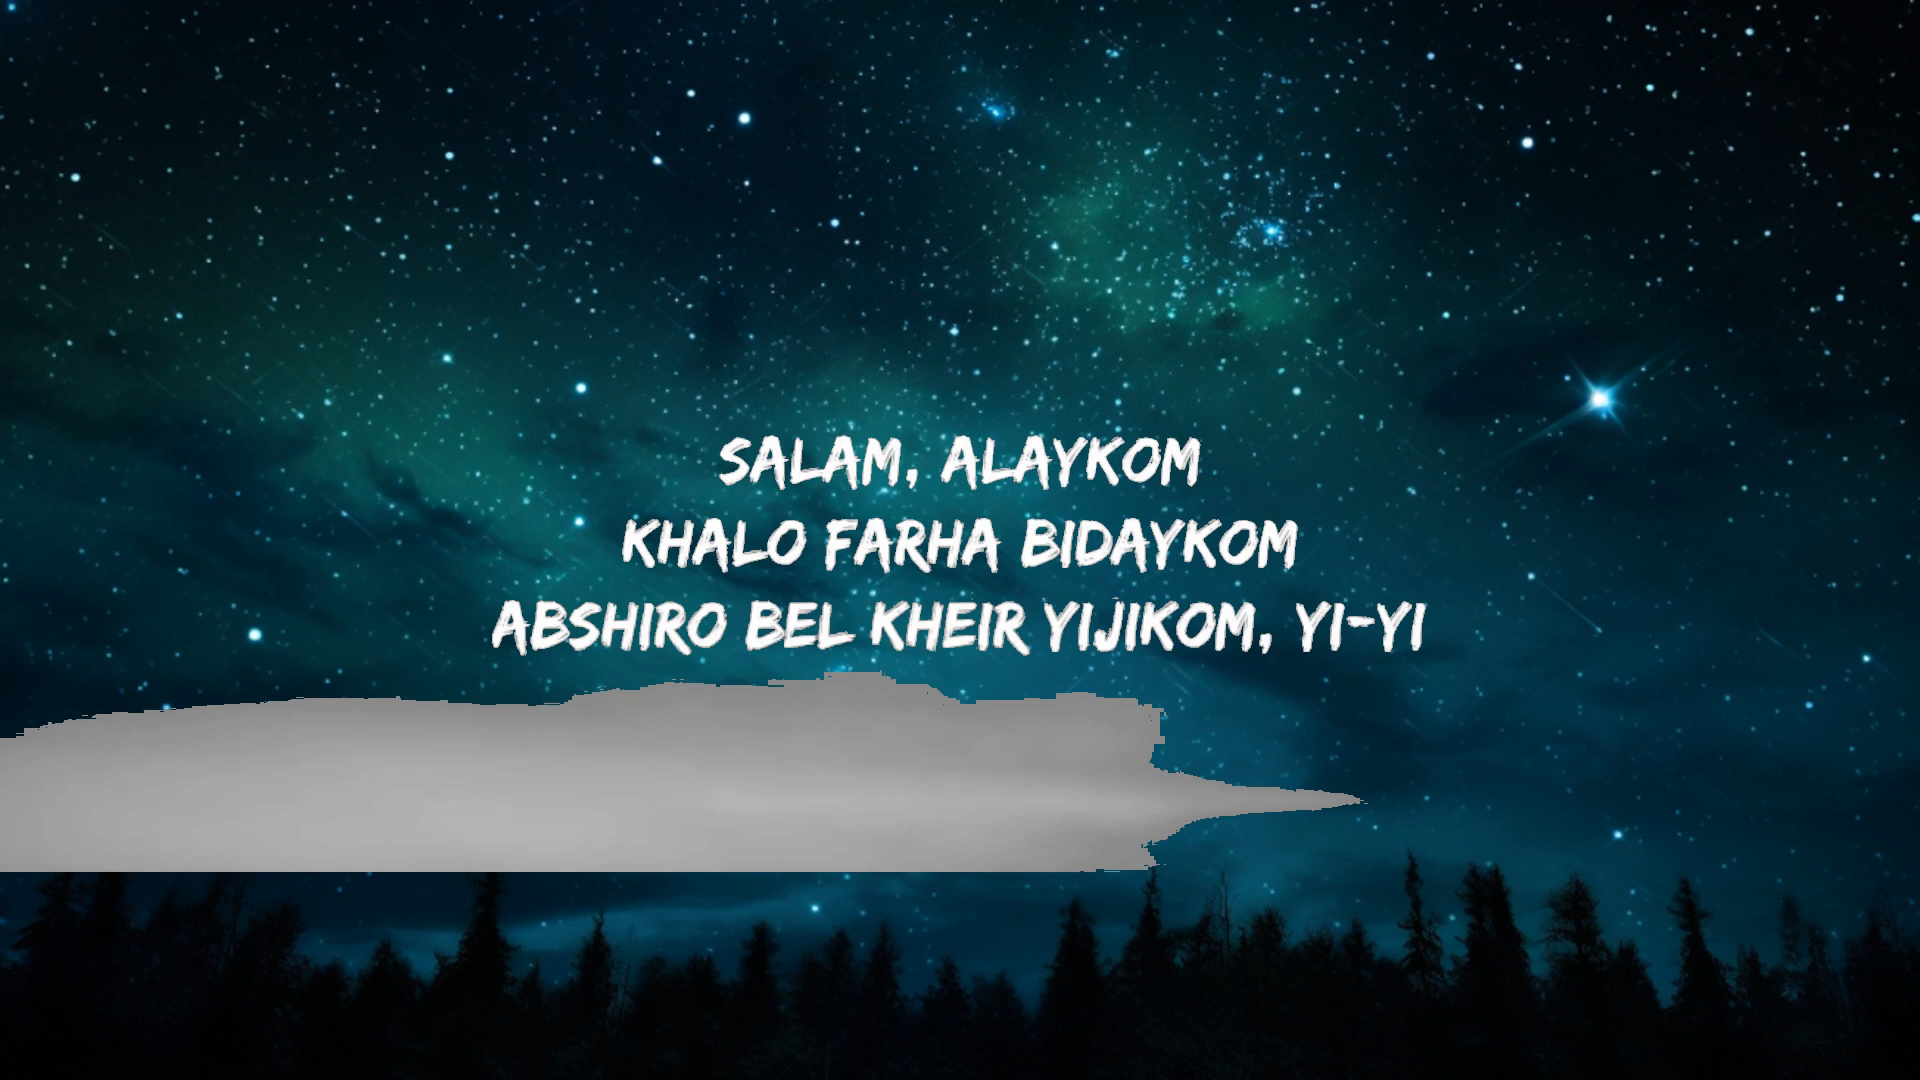 SALAM, ALAYKOM
KHALO FARHA BIDAYKOM
ABSHIRO BEL KHEIR YIJIKOM, YI-YI